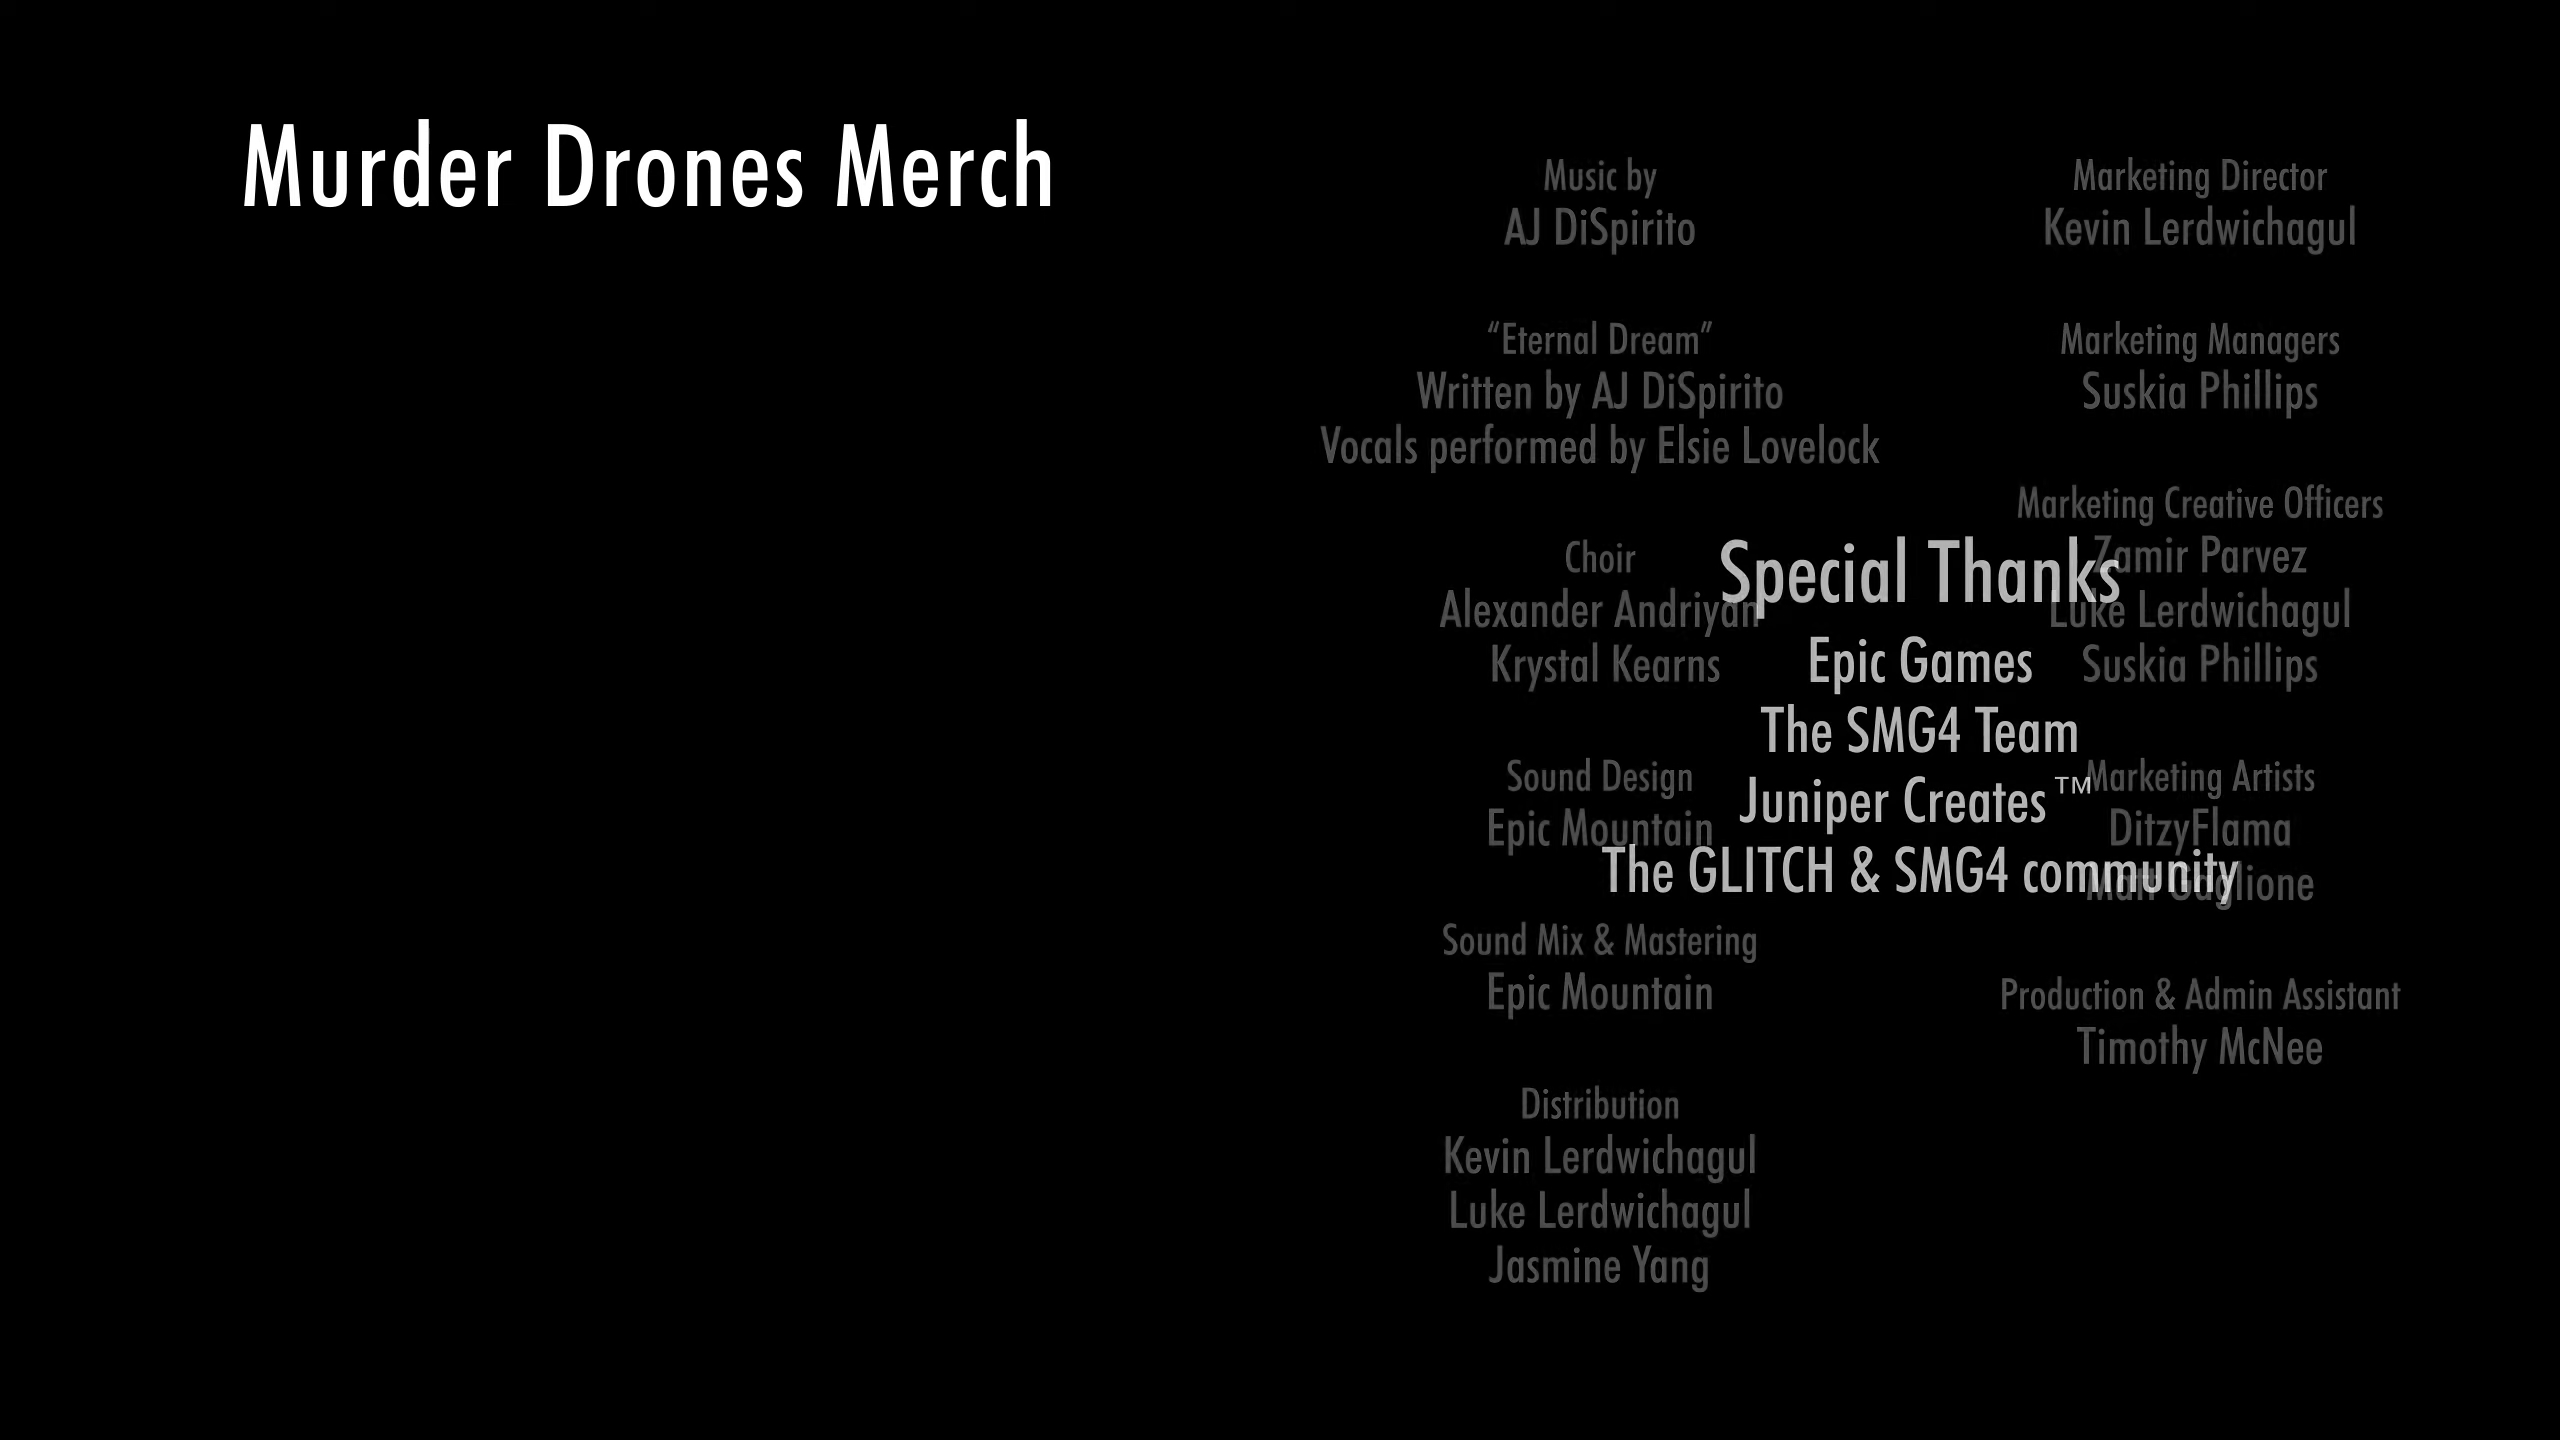 Murder Drones Merch
Music by
AJ DiSpirito
“Eternal Dream”
Written by AJ DiSpirito
Vocals performed by Elsie Lovelock
Choir
Alexander Andriyan
Krystal Kearns
Sound Design
Epic Mountain
Sound Mix & Mastering
Epic Mountain
Distribution
Kevin Lerdwichagul
Luke Lerdwichagul
Jasmine Yang
Marketing Director
Kevin Lerdwichagul
Marketing Managers
Suskia Phillips
Marketing Creative Officers
Zamir Parvez
Luke Lerdwichagul
Suskia Phillips
Marketing Artists
DitzyFlama
Matt Gaglione
Production & Admin Assistant
Timothy McNee
Special Thanks
Epic Games
The SMG4 Team
Juniper Creates™
The GLITCH & SMG4 community